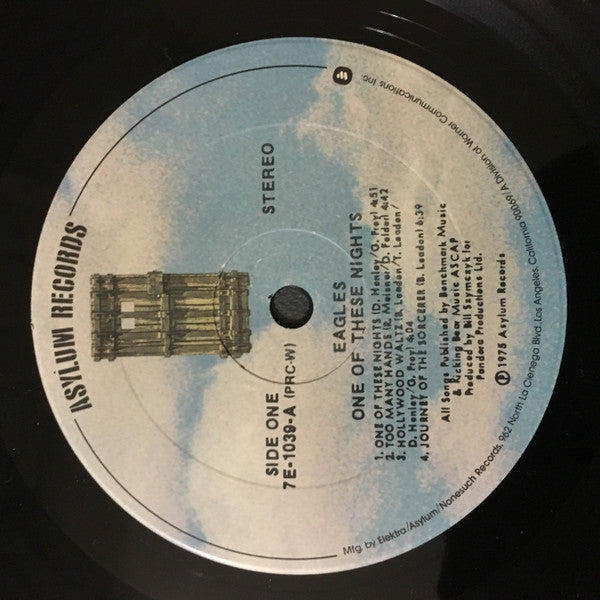 ASYLUM RECORDS
SIDE ONE
7E-1039-A (PRC-W)
STEREO
EAGLES
ONE OF THESE NIGHTS
1. ONE OF THESE NIGHTS (D. Henley/G. Frey) 4:51
2. TOO MANY HANDS (R. Meisner/D. Felder) 4:42
3. HOLLYWOOD WALTZ (B. Leadon/T. Leadon/
D. Henley/G. Frey) 4:04
4. JOURNEY OF THE SORCERER (B. Leadon) 6:39
All Songs Published by Benchmark Music
& Kicking Bear Music ASCAP
Produced by Bill Szymczyk for
Pandora Productions Ltd.
℗ 1975 Asylum Records
Mfg. by Elektra/Asylum/Nonesuch Records, 962 North La Cienega Blvd., Los Angeles, California 90069/A Division of Warner Communications Inc.